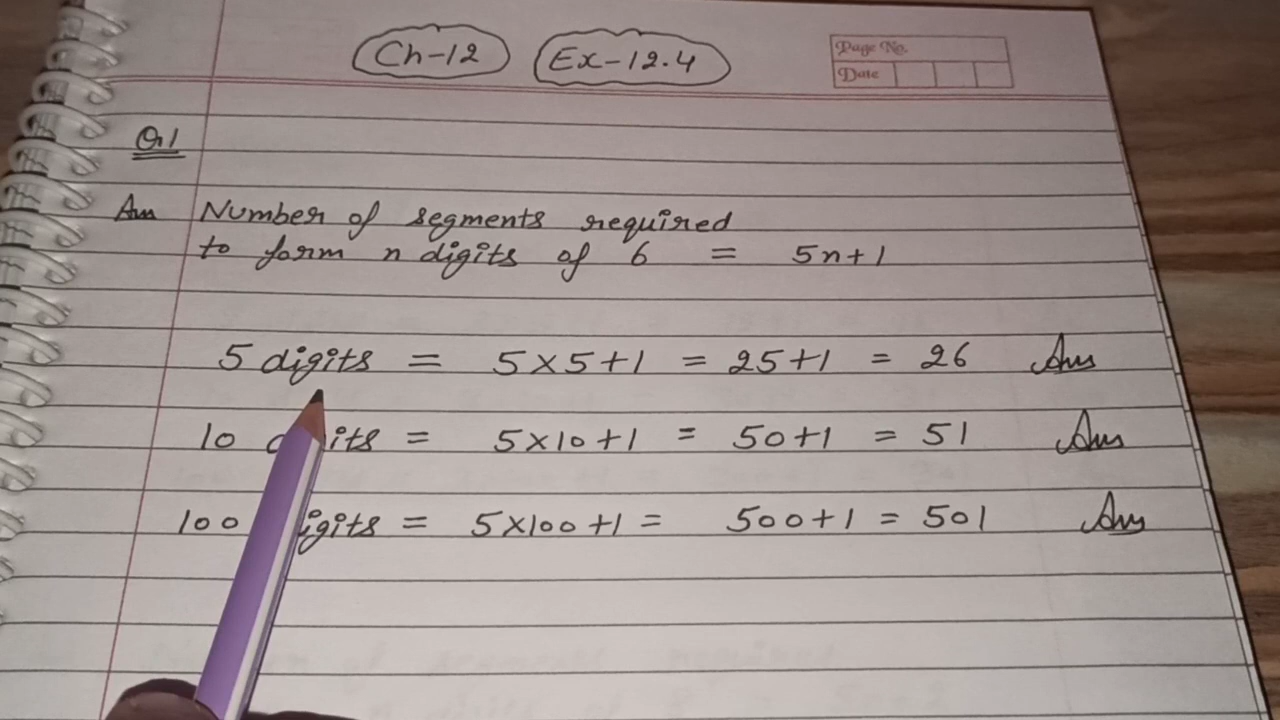 Ch-12 Ex-12.4
Page No.
Date
Q1
Ans Number of segments required
to form n digits of 6 = 5n+1
5 digits = 5×5+1 = 25+1 = 26 Ans
10 = 5×10+1 = 50+1 = 51 Ans
100 = 5×100+1 = 500+1 = 501 Ans